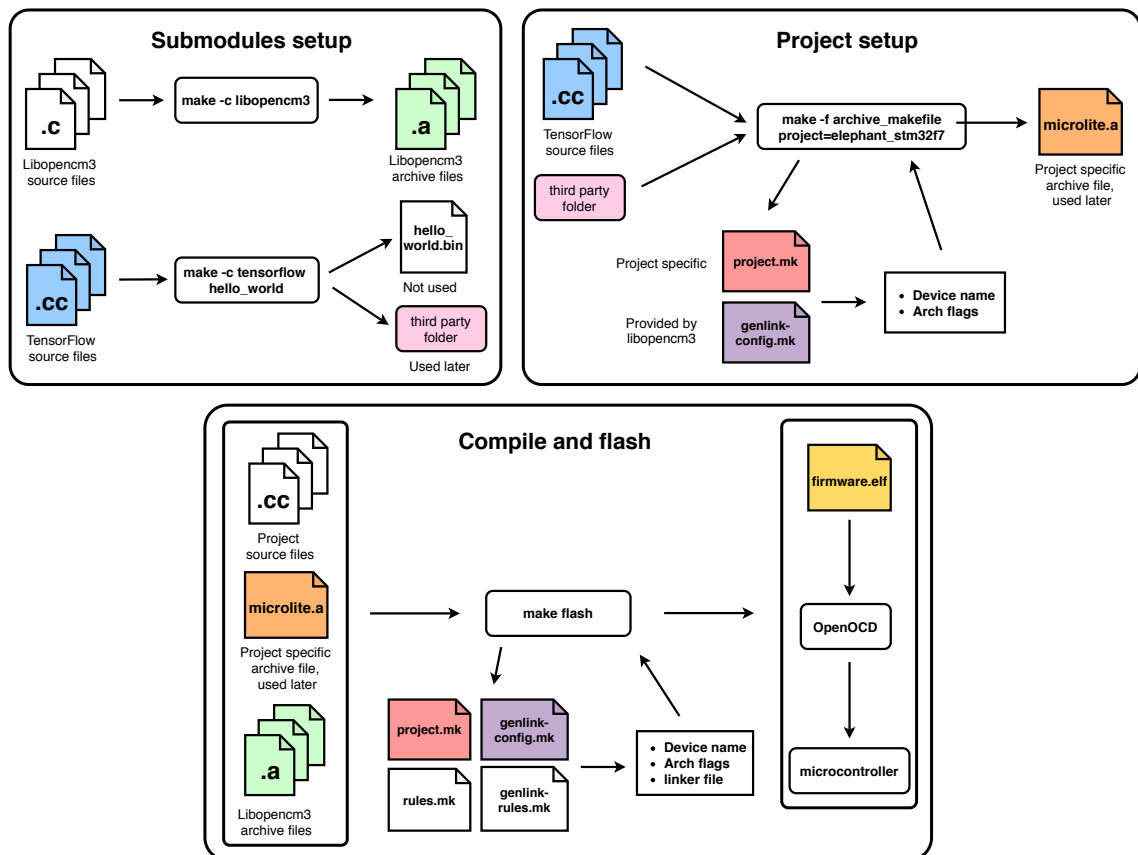 Submodules setup
.c
Libopencm3
source files
make -c libopencm3
.a
Libopencm3
archive files
.cc
TensorFlow
source files
make -c tensorflow
hello_world
hello_
world.bin
Not used
third party
folder
Used later
Project setup
.cc
TensorFlow
source files
third party
folder
make -f archive_makefile
project=elephant_stm32f7
microlite.a
Project specific
archive file,
used later
Project specific
project.mk
Provided by
libopencm3
genlink-
config.mk
• Device name
• Arch flags
Compile and flash
.cc
Project
source files
microlite.a
Project specific
archive file,
used later
.a
Libopencm3
archive files
make flash
project.mk
genlink-
config.mk
rules.mk
genlink-
rules.mk
• Device name
• Arch flags
• linker file
firmware.elf
OpenOCD
microcontroller